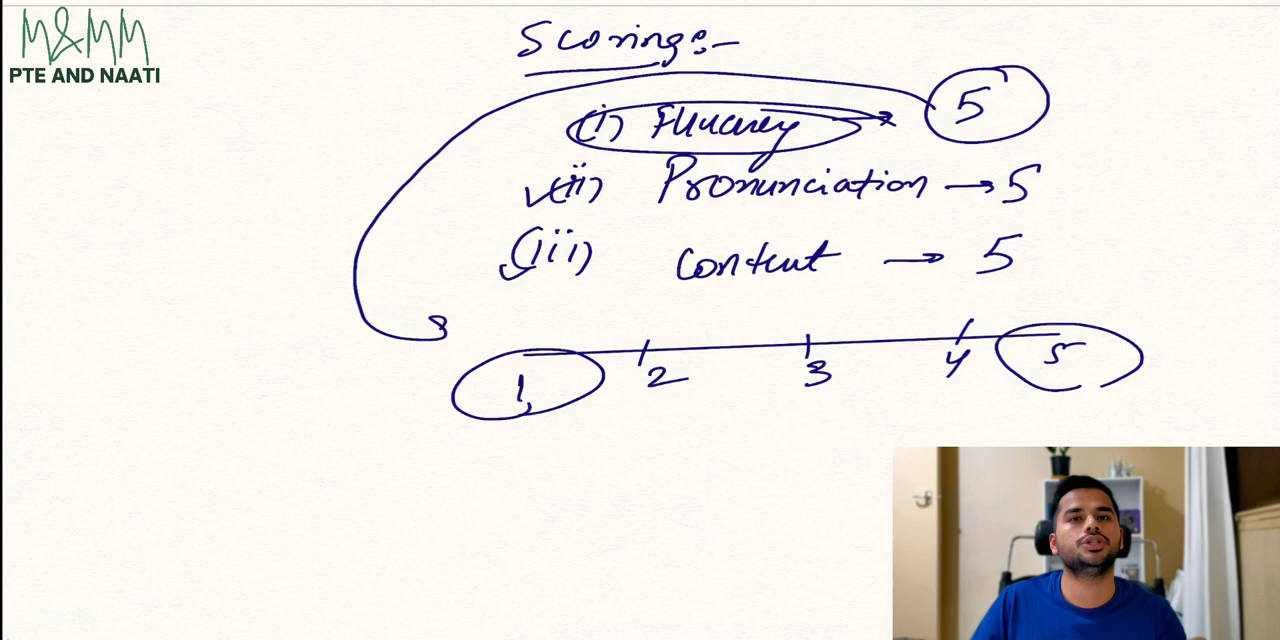 M&MM
PTE AND NAATI
Scoring:-
(i) Fluency → 5
(ii) Pronunciation → 5
(iii) Content → 5
1 2 3 4 5